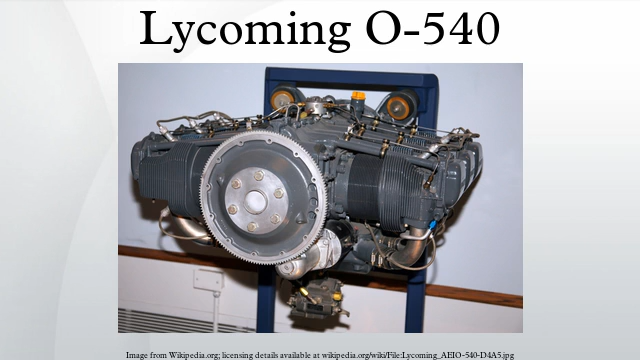 Lycoming O-540
Image from Wikipedia.org; licensing details available at wikipedia.org/wiki/File:Lycoming_AEIO-540-D4A5.jpg